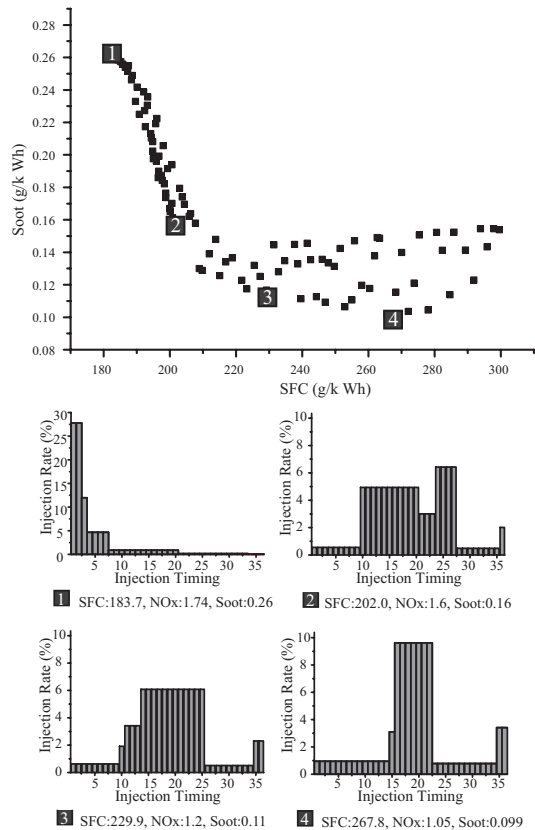 0.28
0.26
0.24
0.22
0.20
0.18
0.16
0.14
0.12
0.10
0.08
Soot (g/k Wh)
1
2
3
4
180 200 220 240 260 280 300
SFC (g/k Wh)
30
25
20
15
10
5
0
Injection Rate (%)
5 10 15 20 25 30 35
Injection Timing
1 SFC:183.7, NOx:1.74, Soot:0.26
10
8
6
4
2
0
Injection Rate (%)
5 10 15 20 25 30 35
Injection Timing
2 SFC:202.0, NOx:1.6, Soot:0.16
10
8
6
4
2
0
Injection Rate (%)
5 10 15 20 25 30 35
Injection Timing
3 SFC:229.9, NOx:1.2, Soot:0.11
10
8
6
4
2
0
Injection Rate (%)
5 10 15 20 25 30 35
Injection Timing
4 SFC:267.8, NOx:1.05, Soot:0.099